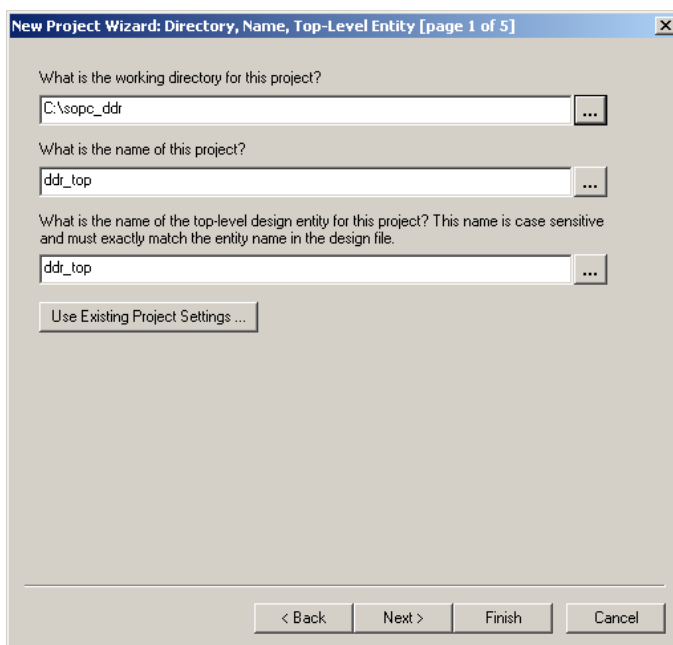 New Project Wizard: Directory, Name, Top-Level Entity [page 1 of 5]
What is the working directory for this project?
C:\sopc_ddr
...
What is the name of this project?
ddr_top
...
What is the name of the top-level design entity for this project? This name is case sensitive
and must exactly match the entity name in the design file.
ddr_top
...
Use Existing Project Settings ...
< Back
Next >
Finish
Cancel